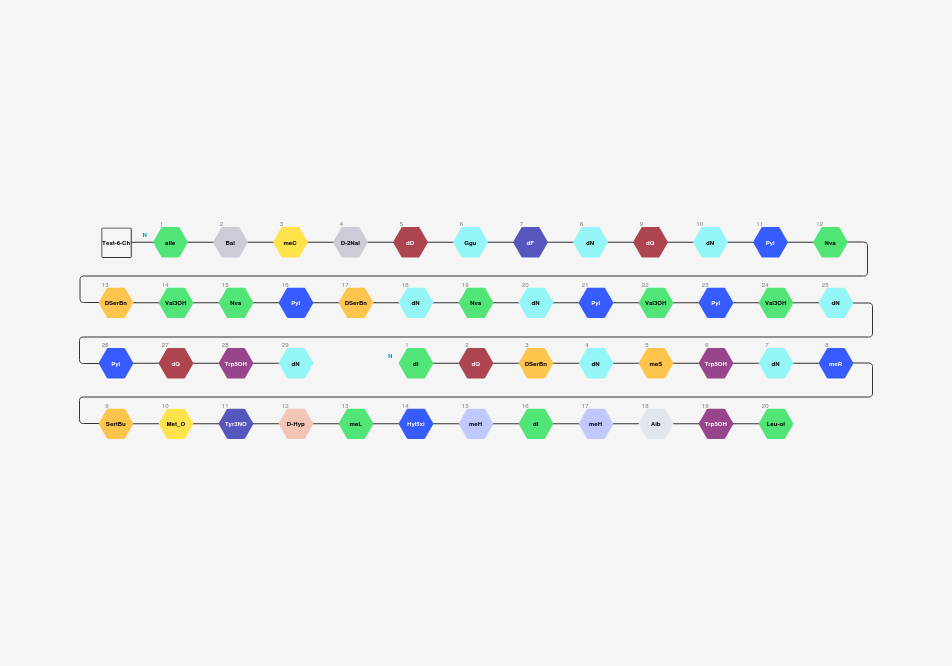 1 2 3 4 5 6 7 8 9 10 11 12
Test-6-Ch N aIle Bal meC D-2Nal dD Ggu dF dN dQ dN Pyl Nva
13 14 15 16 17 18 19 20 21 22 23 24 25
DSerBn Val3OH Nva Pyl DSerBn dN Nva dN Pyl Val3OH Pyl Val3OH dN
26 27 28 29 1 2 3 4 5 6 7 8
Pyl dQ Trp5OH dN N dI dQ DSerBn dN meS Trp5OH dN meR
9 10 11 12 13 14 15 16 17 18 19 20
SertBu Met_O Tyr3NO D-Hyp meL Hyl5xi meH dI meH Aib Trp5OH Leu-ol